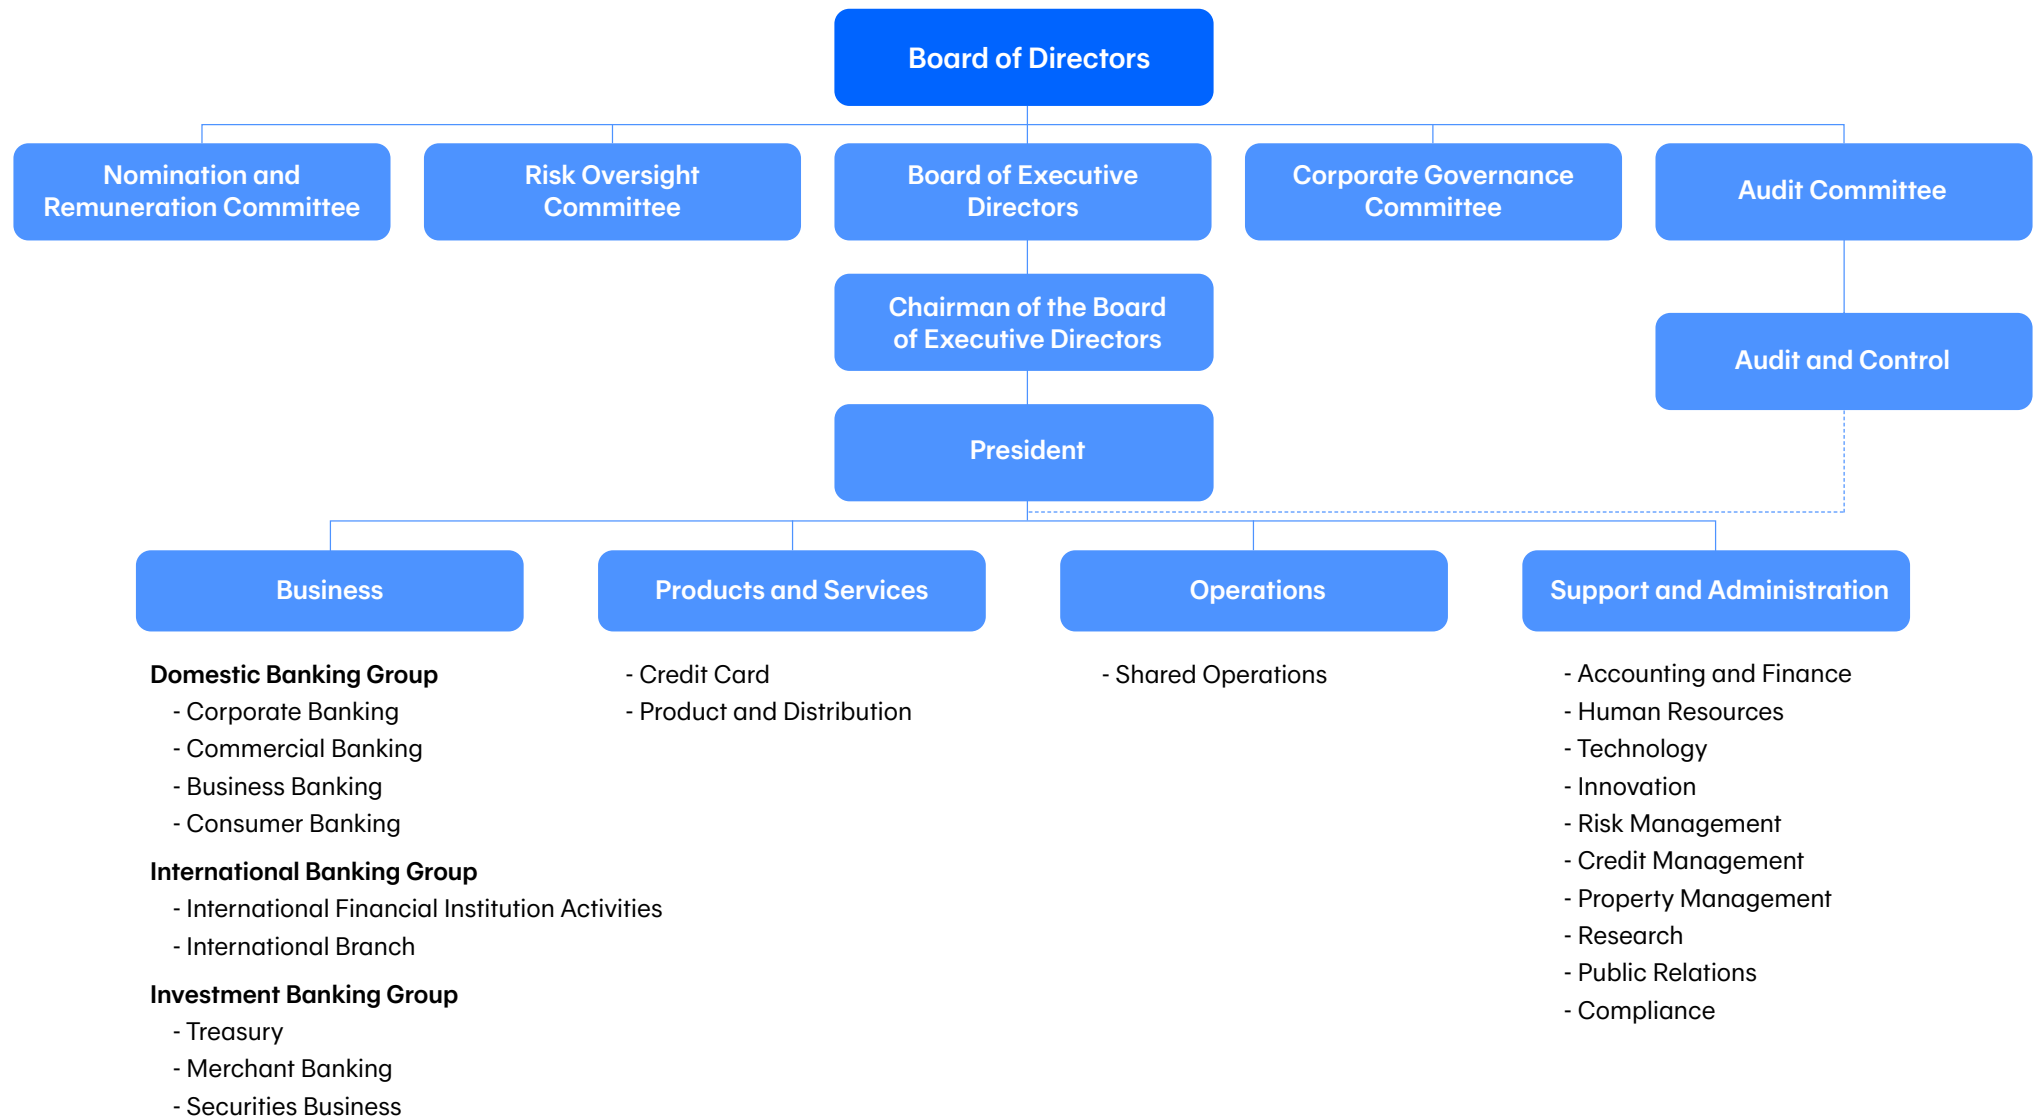 Board of Directors
Nomination and
Remuneration Committee
Risk Oversight
Committee
Board of Executive
Directors
Corporate Governance
Committee
Audit Committee
Chairman of the Board
of Executive Directors
Audit and Control
President
Business
Products and Services
Operations
Support and Administration
Domestic Banking Group
- Corporate Banking
- Commercial Banking
- Business Banking
- Consumer Banking
International Banking Group
- International Financial Institution Activities
- International Branch
Investment Banking Group
- Treasury
- Merchant Banking
- Securities Business
- Credit Card
- Product and Distribution
- Shared Operations
- Accounting and Finance
- Human Resources
- Technology
- Innovation
- Risk Management
- Credit Management
- Property Management
- Research
- Public Relations
- Compliance